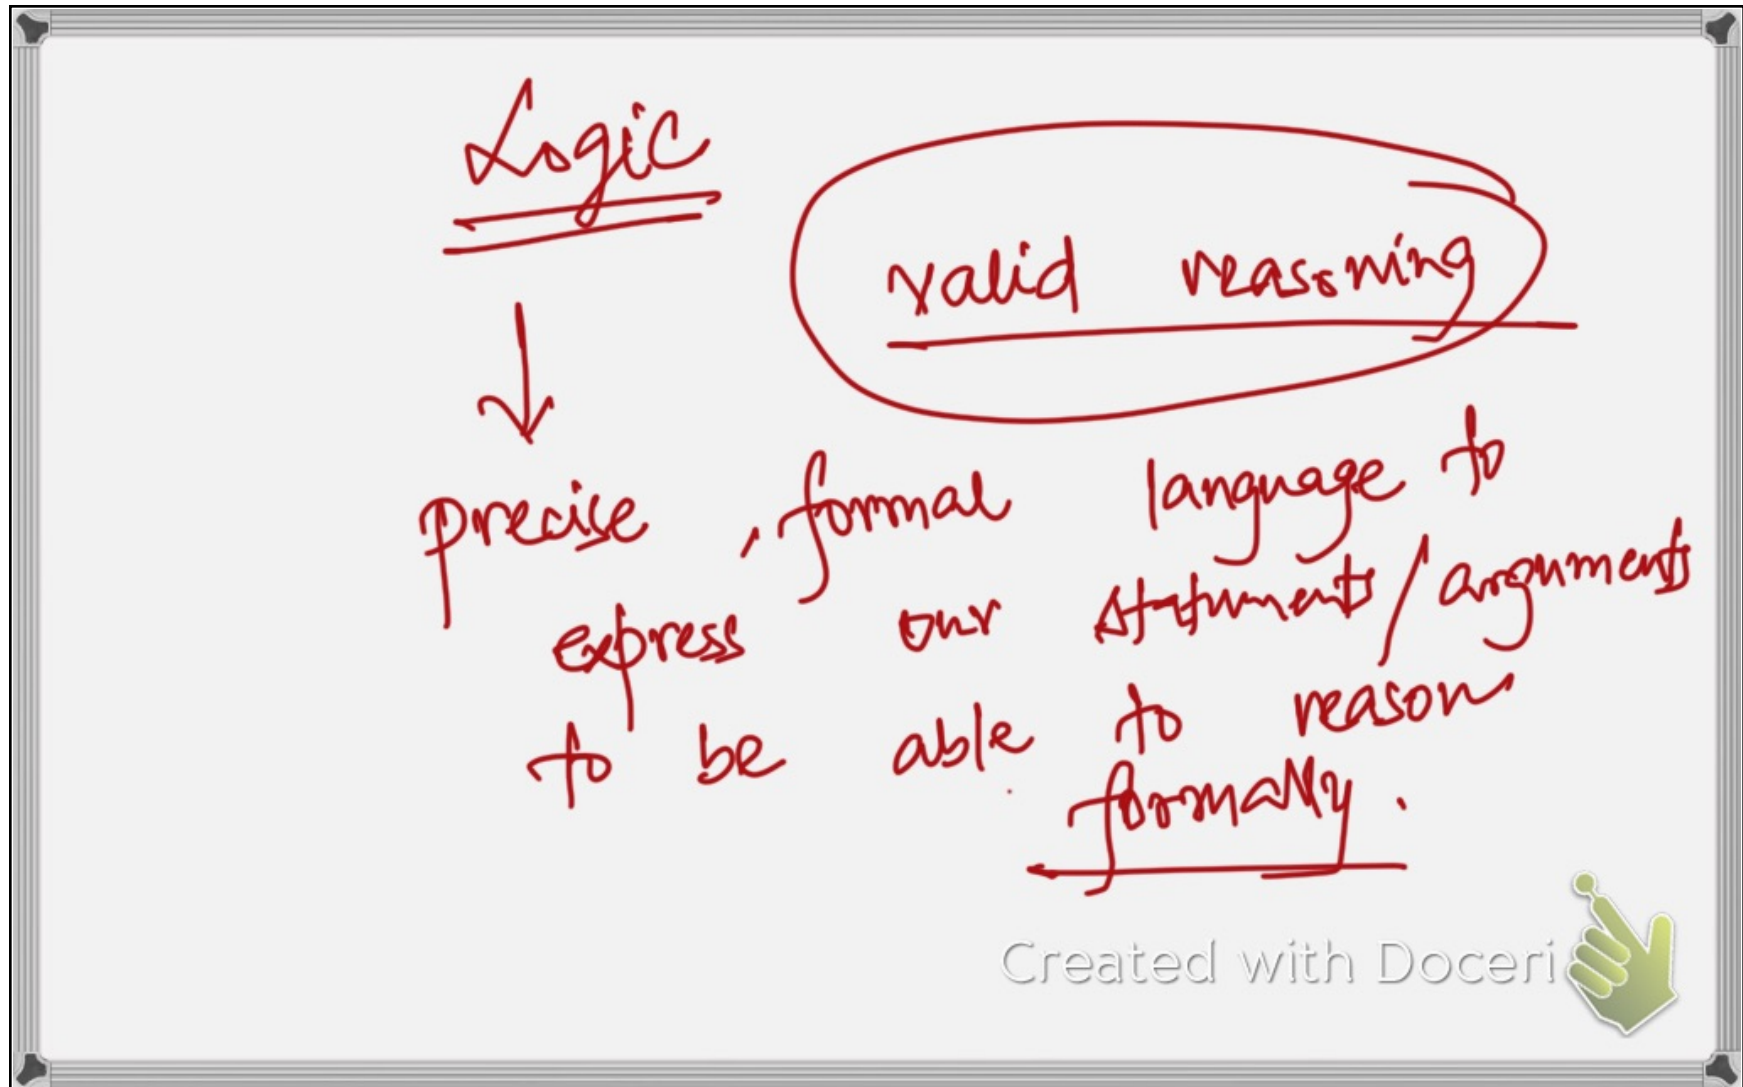 Logic
valid reasoning
precise, formal language to
express our statements/arguments
to be able to reason
formally.
Created with Doceri